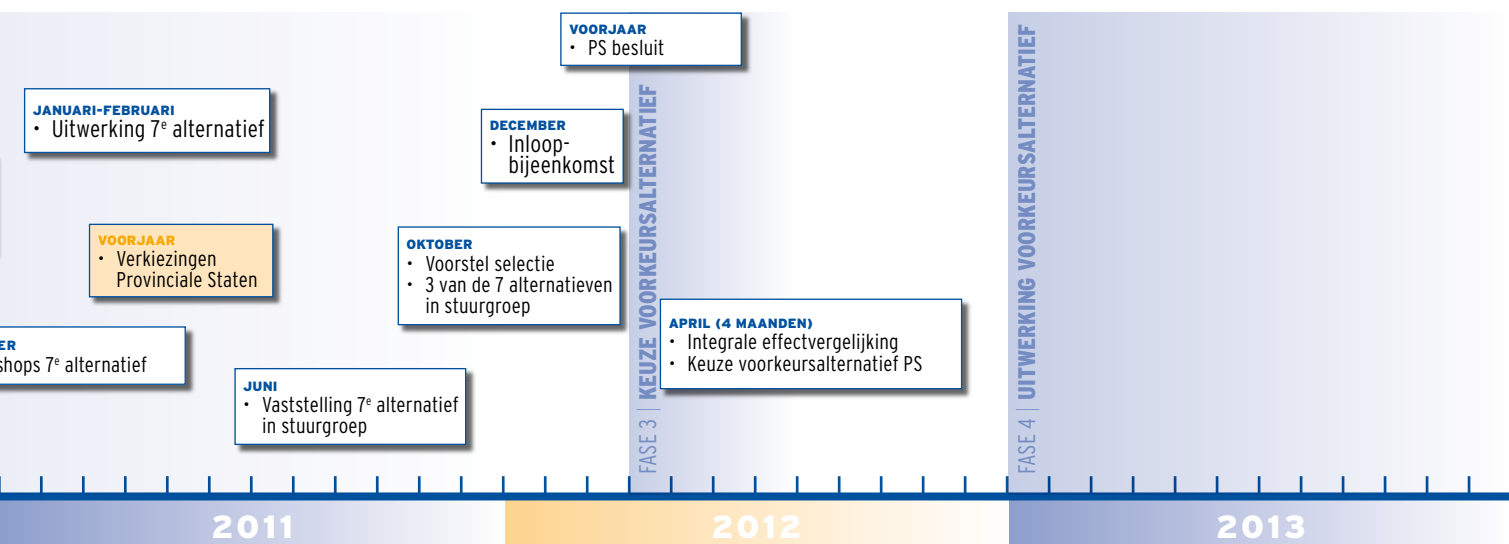 VOORJAAR
• PS besluit
JANUARI-FEBRUARI
• Uitwerking 7e alternatief
DECEMBER
• Inloop-
bijeenkomst
VOORJAAR
• Verkiezingen
Provinciale Staten
OKTOBER
• Voorstel selectie
• 3 van de 7 alternatieven
in stuurgroep
ER
shops 7e alternatief
JUNI
• Vaststelling 7e alternatief
in stuurgroep
FASE 3 | KEUZE VOORKEURSALTERNATIEF
APRIL (4 MAANDEN)
• Integrale effectvergelijking
• Keuze voorkeursalternatief PS
FASE 4 | UITWERKING VOORKEURSALTERNATIEF
2011
2012
2013